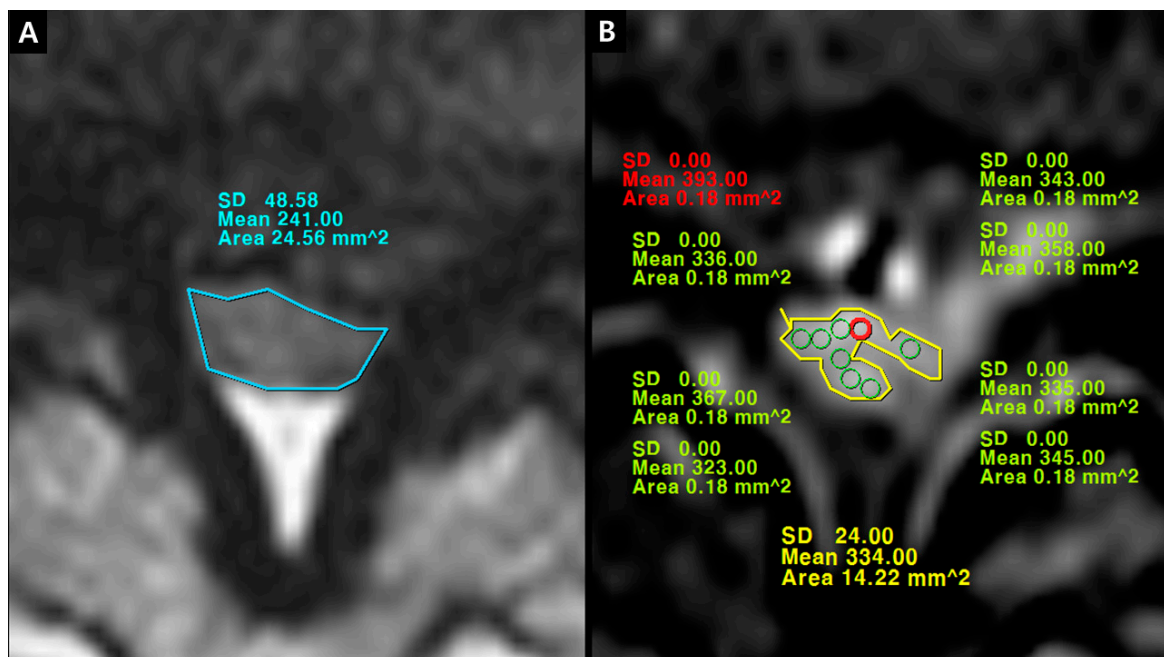 A
SD 48.58
Mean 241.00
Area 24.56 mm^2
B
SD 0.00
Mean 393.00
Area 0.18 mm^2
SD 0.00
Mean 343.00
Area 0.18 mm^2
SD 0.00
Mean 336.00
Area 0.18 mm^2
SD 0.00
Mean 358.00
Area 0.18 mm^2
SD 0.00
Mean 367.00
Area 0.18 mm^2
SD 0.00
Mean 335.00
Area 0.18 mm^2
SD 0.00
Mean 323.00
Area 0.18 mm^2
SD 0.00
Mean 345.00
Area 0.18 mm^2
SD 24.00
Mean 334.00
Area 14.22 mm^2